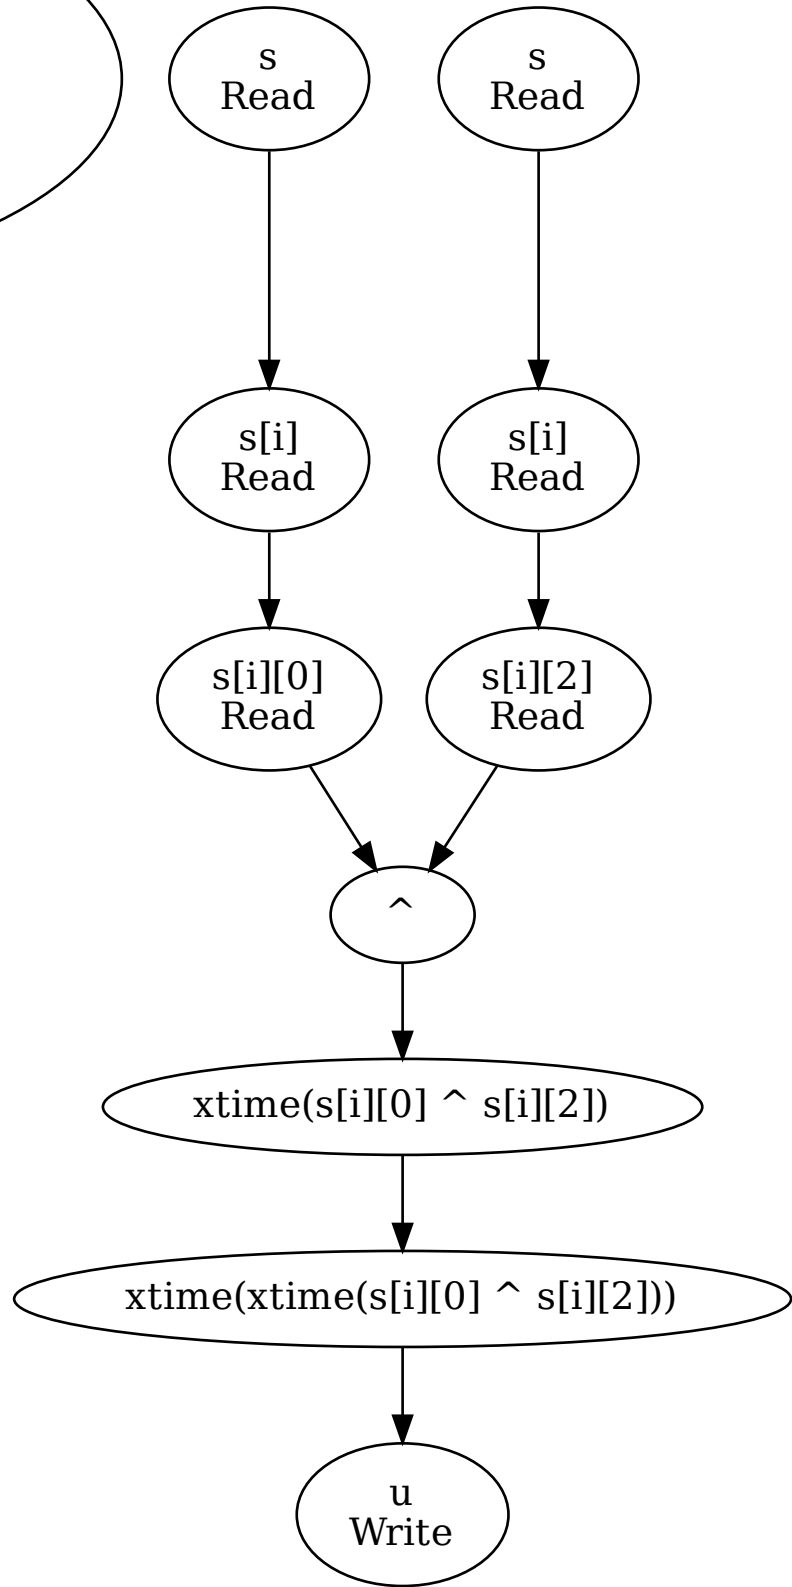 s
Read
s
Read
s[i]
Read
s[i]
Read
s[i][0]
Read
s[i][2]
Read
^
xtime(s[i][0] ^ s[i][2])
xtime(xtime(s[i][0] ^ s[i][2]))
u
Write